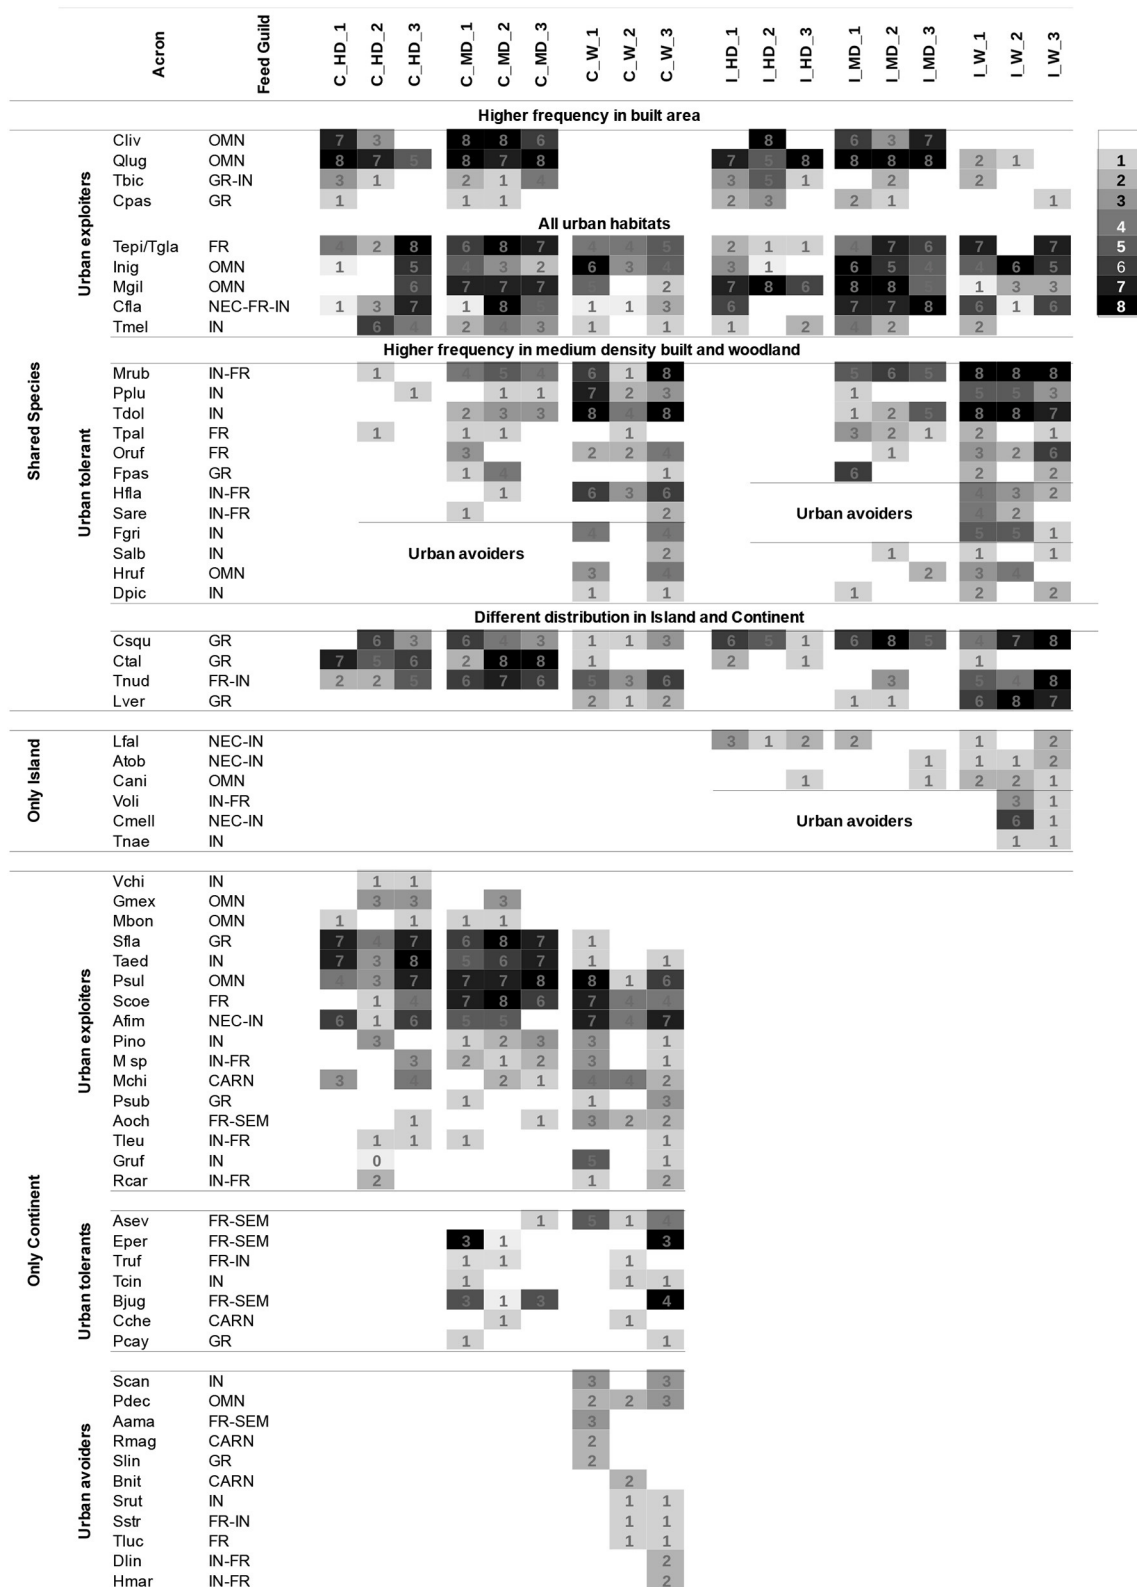 Acron Feed Guild C_HD_1 C_HD_2 C_HD_3 C_MD_1 C_MD_2 C_MD_3 C_W_1 C_W_2 C_W_3 I_HD_1 I_HD_2 I_HD_3 I_MD_1 I_MD_2 I_MD_3 I_W_1 I_W_2 I_W_3
Higher frequency in built area
Shared Species
Urban exploiters
Cliv OMN 7 3 8 8 6 8 6 3 7
Qlug OMN 8 7 5 8 7 8 7 5 8 8 8 8 2 1
Tbic GR-IN 3 1 2 1 4 3 5 1 2 2
Cpas GR 1 1 1 2 3 2 1 1
All urban habitats
Tepi/Tgla FR 4 2 8 6 8 7 4 4 5 2 1 1 4 7 6 7 7
Inig OMN 1 5 4 3 2 6 3 4 3 1 6 5 4 4 6 5
Mgil OMN 6 7 7 7 5 2 7 8 6 8 8 5 1 3 3
Cfla NEC-FR-IN 1 3 7 1 8 5 1 1 3 6 7 7 8 6 1 6
Tmel IN 6 4 2 4 3 1 1 1 2 4 2 2
1
2
3
4
5
6
7
8
Higher frequency in medium density built and woodland
Urban tolerant
Mrub IN-FR 1 4 5 4 6 1 8 5 6 5 8 8 8
Pplu IN 1 1 1 7 2 3 1 5 5 3
Tdol IN 2 3 3 8 4 8 1 2 5 8 8 7
Tpal FR 1 1 1 1 3 2 1 2 1
Oruf FR 3 2 2 4 1 3 2 6
Fpas GR 1 4 1 6 2 2
Hfla IN-FR 1 6 3 6 4 3 2
Sare IN-FR 1 2 Urban avoiders 4 2
Fgri IN 4 4 5 5 1
Salb IN Urban avoiders 2 1 1 1
Hruf OMN 3 4 2 3 4
Dpic IN 1 1 1 2 2
Different distribution in Island and Continent
Csqu GR 6 3 6 4 3 1 1 3 6 5 1 6 8 5 4 7 8
Ctal GR 7 5 6 2 8 8 1 2 1 1
Tnud FR-IN 2 2 5 6 7 6 5 3 6 3 5 4 8
Lver GR 2 1 2 1 1 6 8 7
Only Island
Lfal NEC-IN 3 1 2 2 1 2
Atob NEC-IN 1 1 1 2
Cani OMN 1 1 2 2 1
Voli IN-FR 3 1
Cmell NEC-IN Urban avoiders 6 1
Tnae IN 1 1
Only Continent
Urban exploiters
Vchi IN 1 1
Gmex OMN 3 3 3
Mbon OMN 1 1 1 1
Sfla GR 7 4 7 6 8 7 1
Taed IN 7 3 8 5 6 7 1 1
Psul OMN 4 3 7 7 7 8 8 1 6
Scoe FR 1 4 7 8 6 7 4 4
Afim NEC-IN 6 1 6 5 5 7 4 7
Pino IN 3 1 2 3 3 1
M sp IN-FR 3 2 1 2 3 1
Mchi CARN 3 4 2 1 4 4 2
Psub GR 1 1 3
Aoch FR-SEM 1 1 3 2 2
Tleu IN-FR 1 1 1 1
Gruf IN 0 5 1
Rcar IN-FR 2 1 2
Urban tolerants
Asev FR-SEM 1 5 1 4
Eper FR-SEM 3 1 3
Truf FR-IN 1 1 1
Tcin IN 1 1 1
Bjug FR-SEM 3 1 3 4
Cche CARN 1 1
Pcay GR 1 1
Urban avoiders
Scan IN 3 3
Pdec OMN 2 2 3
Aama FR-SEM 3
Rmag CARN 2
Slin GR 2
Bnit CARN 2
Srut IN 1 1
Sstr FR-IN 1 1
Tluc FR 1 1
Dlin IN-FR 2
Hmar IN-FR 2